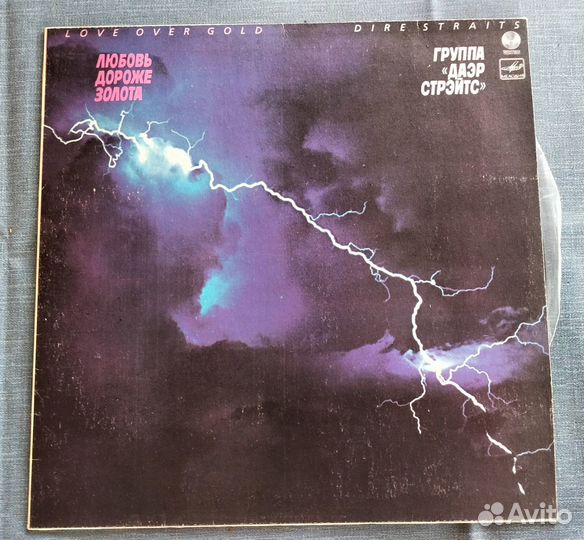 LOVE OVER GOLD
DIRE STRAITS
ЛЮБОВЬ
ДОРОЖЕ
ЗОЛОТА
ГРУППА
«ДАЭР
СТРЭЙТС»
Avito